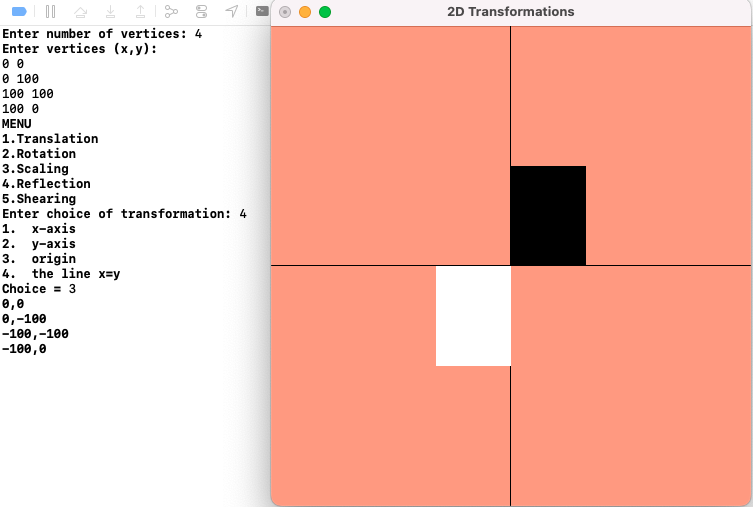 2D Transformations
Enter number of vertices: 4
Enter vertices (x,y):
0 0
0 100
100 100
100 0
MENU
1.Translation
2.Rotation
3.Scaling
4.Reflection
5.Shearing
Enter choice of transformation: 4
1.  x-axis
2.  y-axis
3.  origin
4.  the line x=y
Choice = 3
0,0
0,-100
-100,-100
-100,0